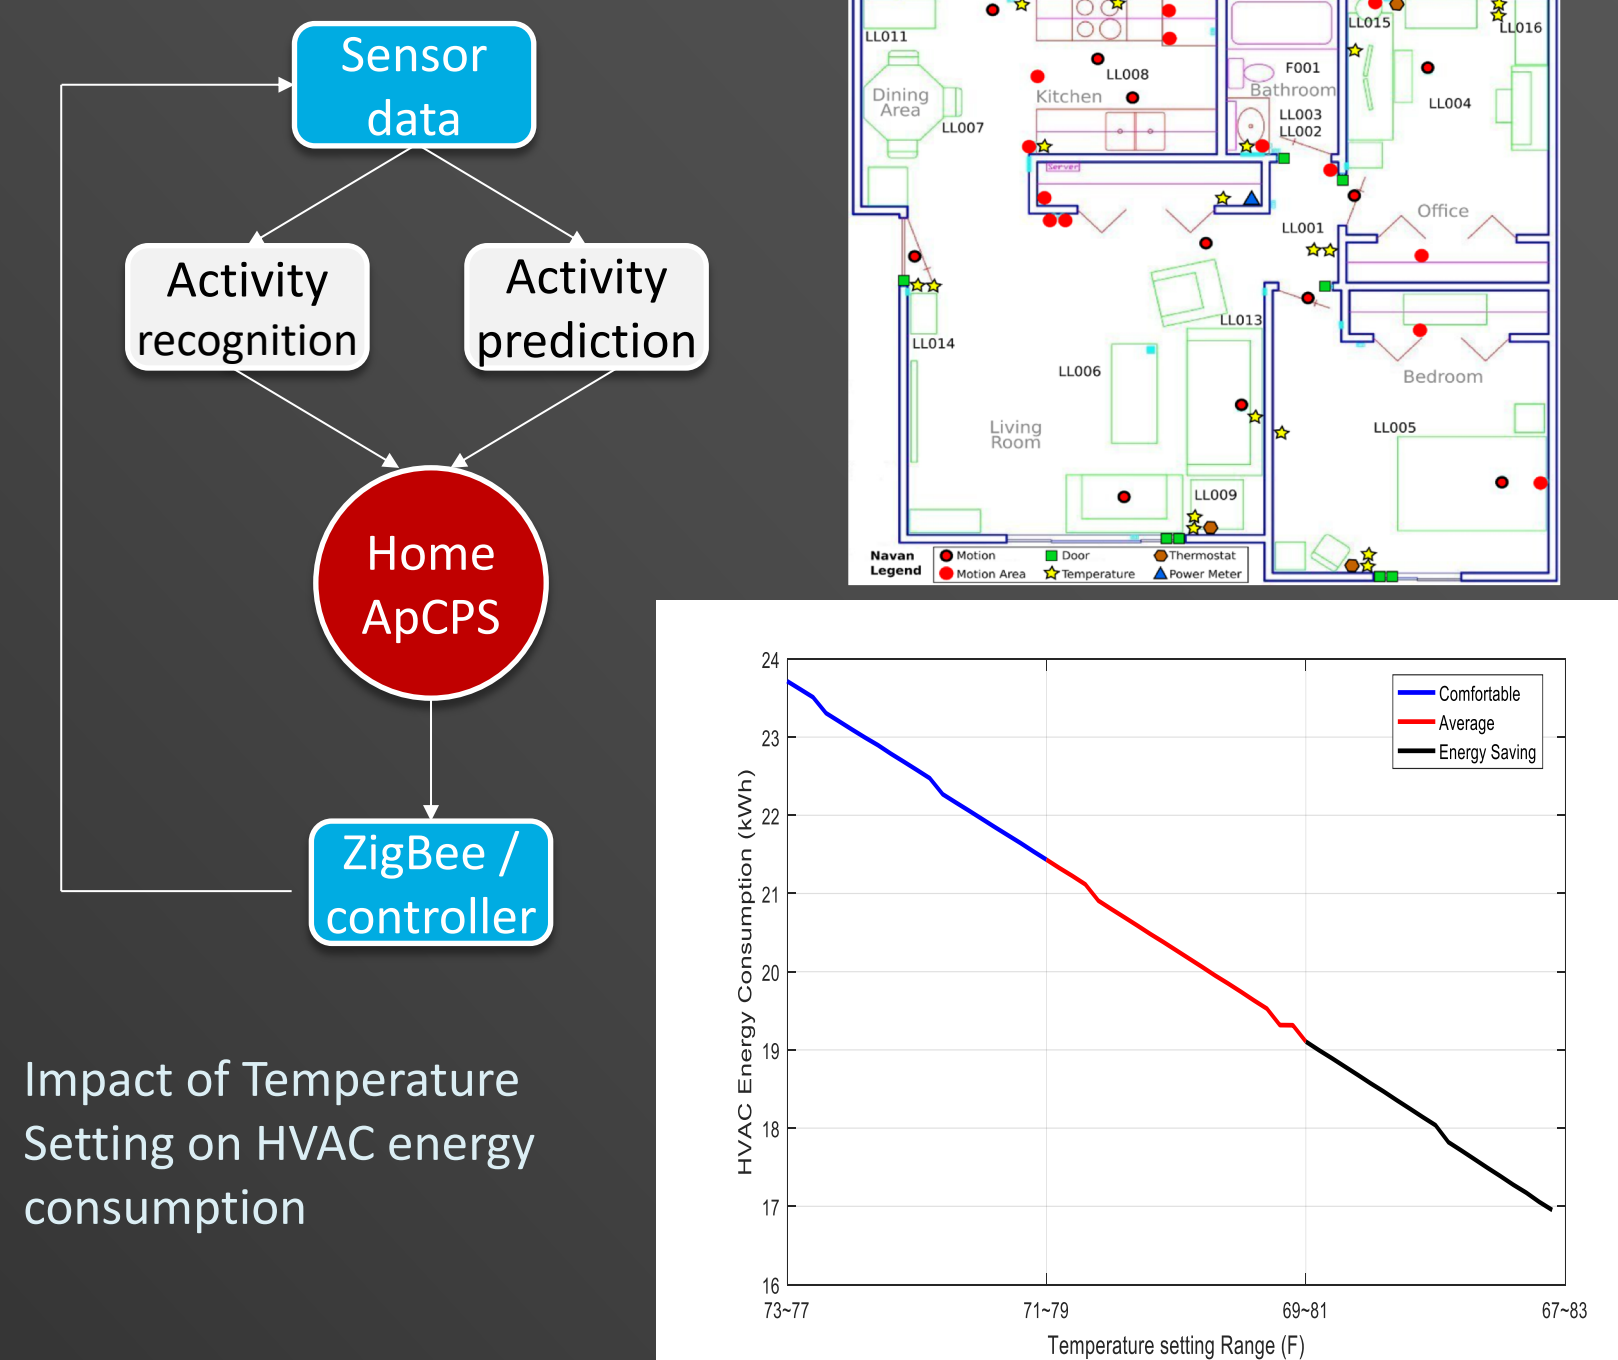 Sensor
data
Activity
recognition
Activity
prediction
Home
ApCPS
ZigBee /
controller
Impact of Temperature
Setting on HVAC energy
consumption
LL011
Dining
Area
LL007
Kitchen
LL008
F001
Bathroom
LL003
LL002
LL015
LL016
LL004
Server
Office
LL001
LL014
LL013
LL006
Living
Room
Bedroom
LL005
LL009
Navan
Legend
Motion
Door
Thermostat
Motion Area
Temperature
Power Meter
24
23
22
21
20
19
18
17
16
HVAC Energy Consumption (kWh)
Comfortable
Average
Energy Saving
73~77
71~79
69~81
67~83
Temperature setting Range (F)